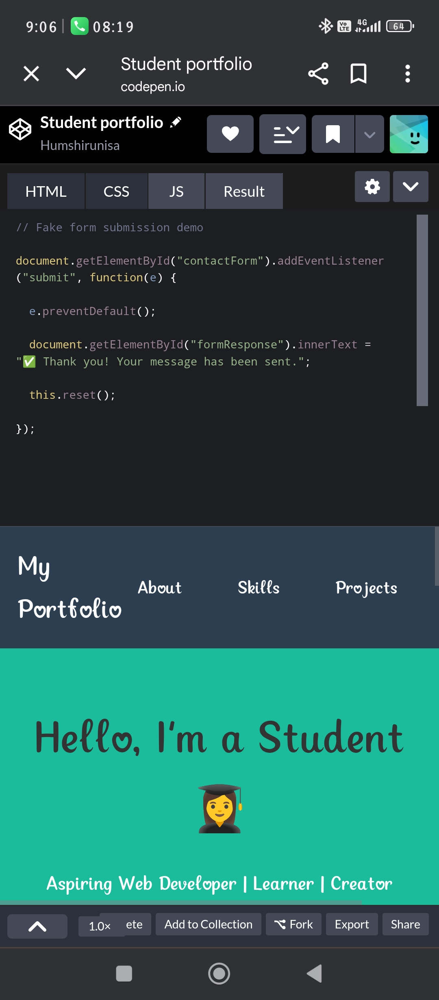 9:06 08:19 Vo LTE 4G 64
Student portfolio
codepen.io
Student portfolio
Humshirunisa
HTML CSS JS Result
// Fake form submission demo
document.getElementById("contactForm").addEventListener
("submit", function(e) {
e.preventDefault();
document.getElementById("formResponse").innerText =
"✅ Thank you! Your message has been sent.";
this.reset();
});
My
Portfolio
About Skills Projects
Hello, I'm a Student
Aspiring Web Developer | Learner | Creator
1.0× ete Add to Collection Fork Export Share